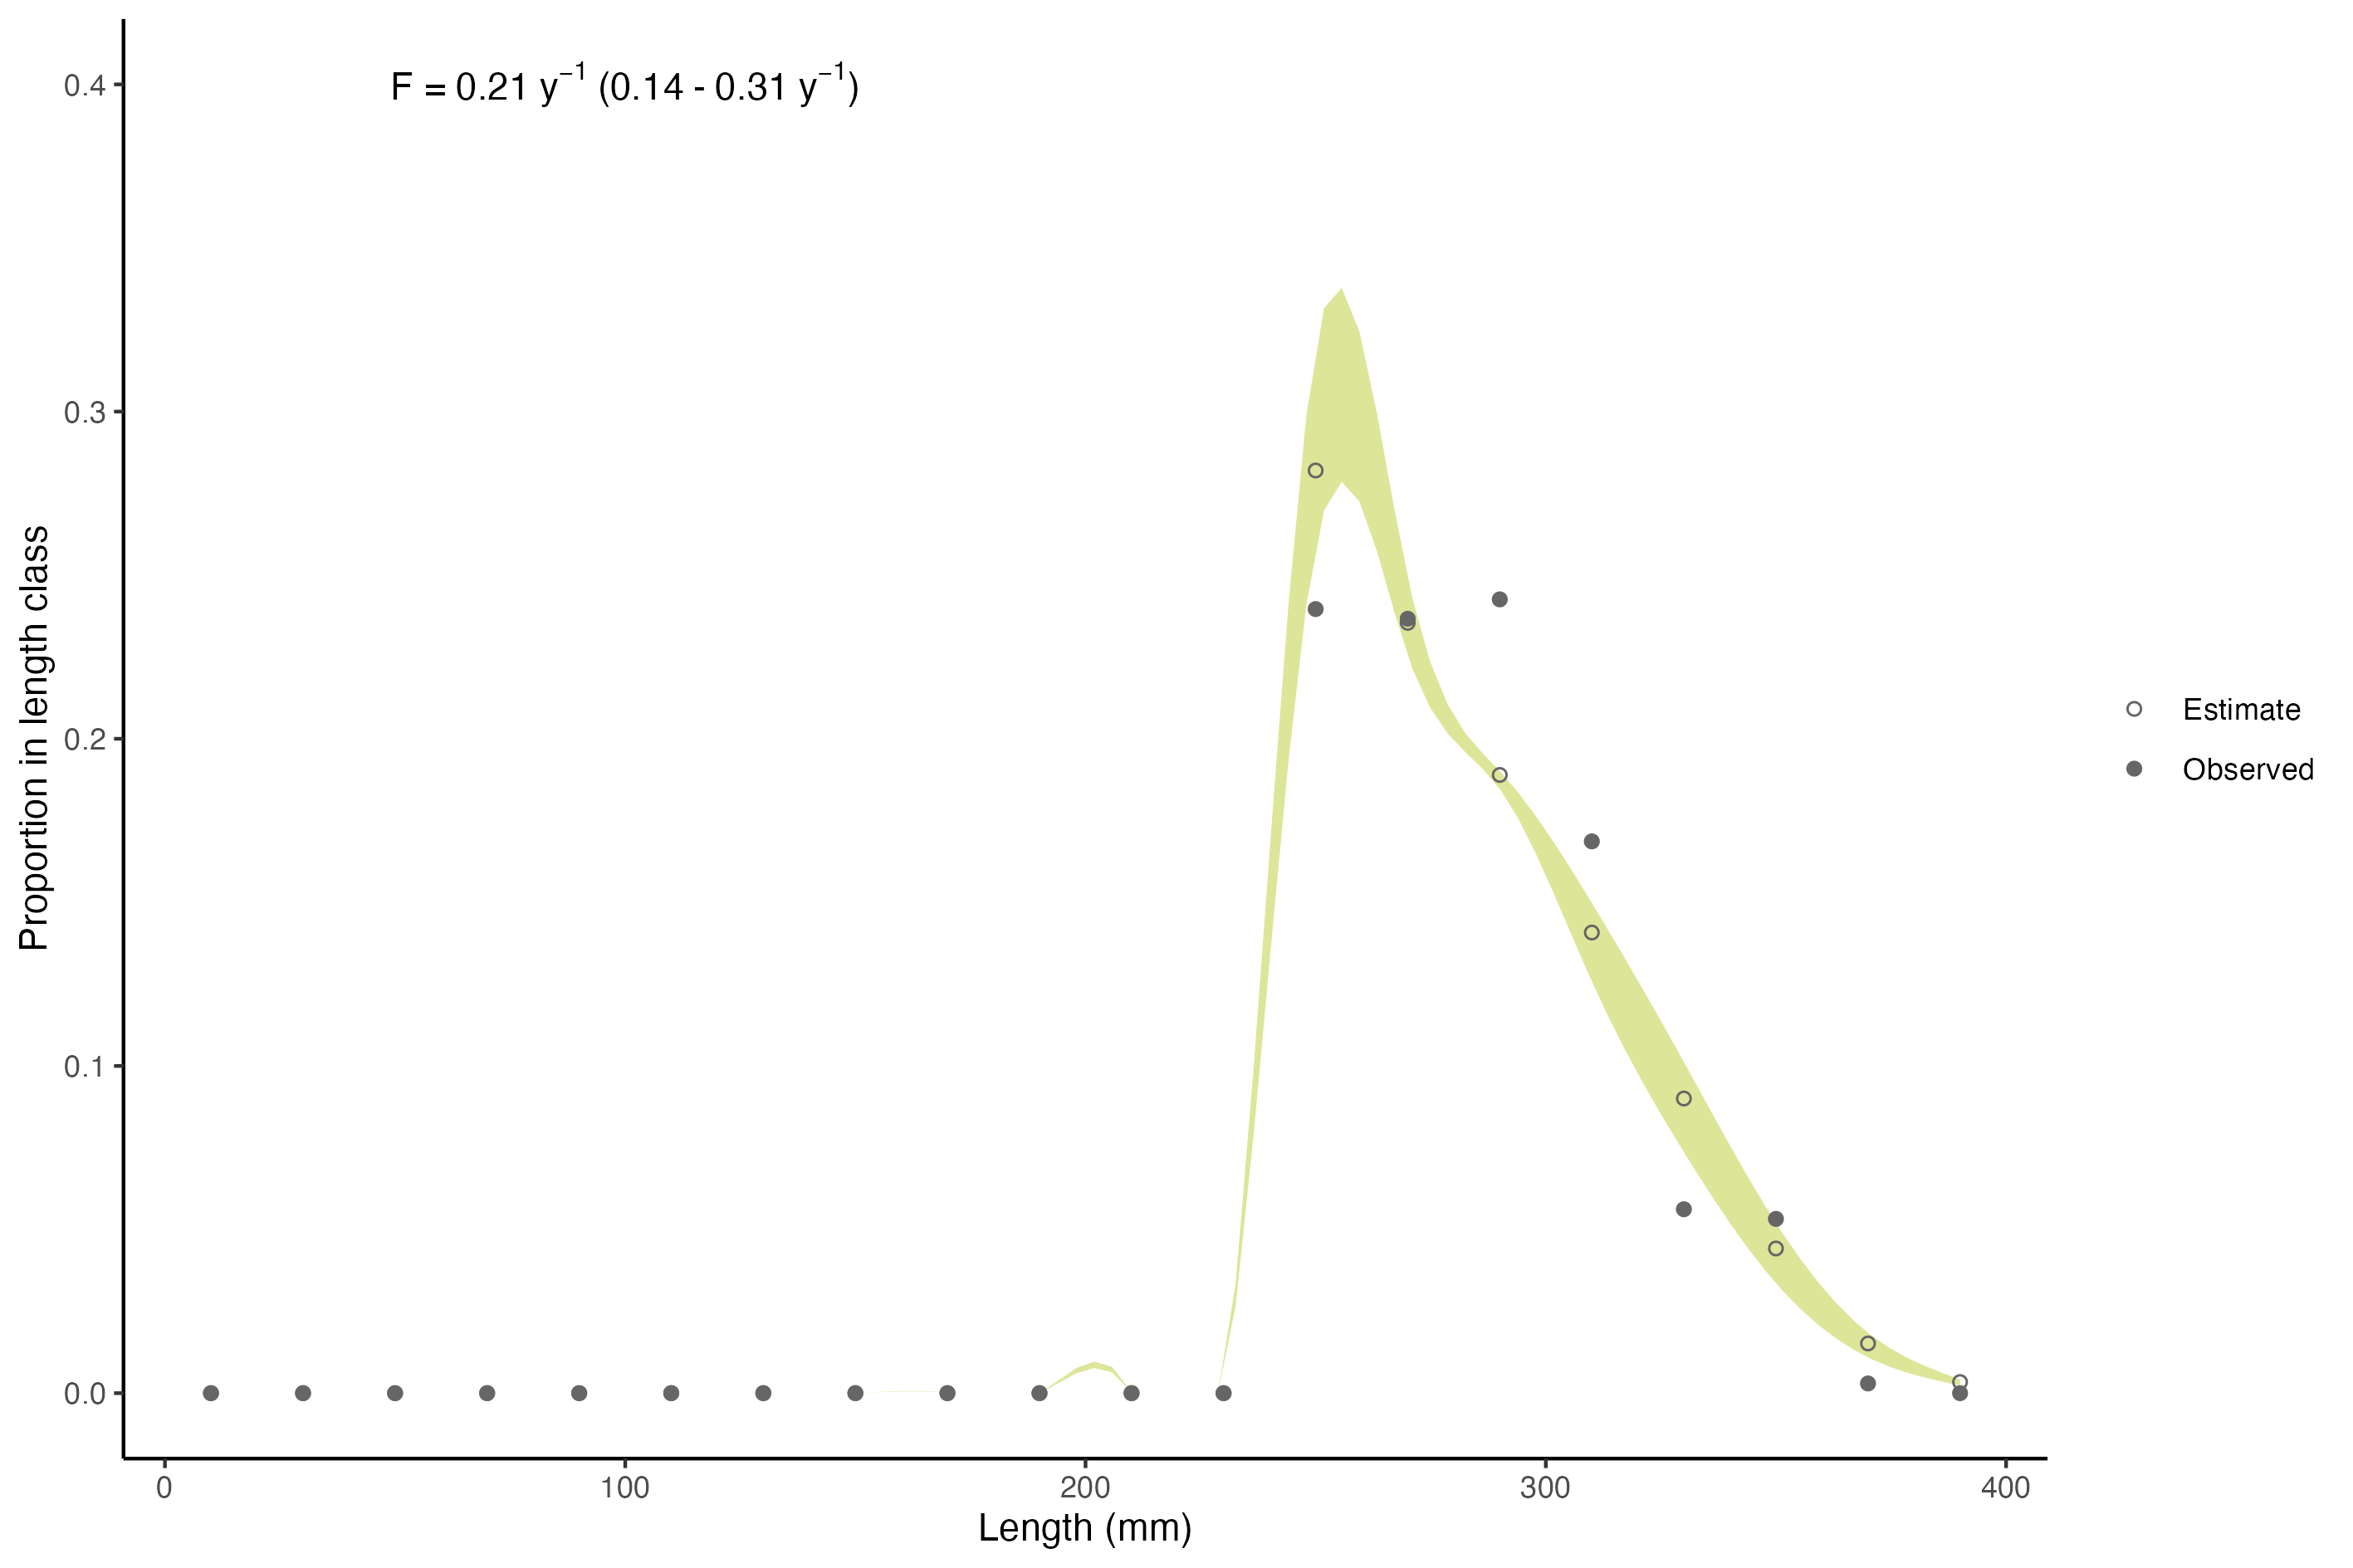 F = 0.21 y⁻¹ (0.14 - 0.31 y⁻¹)
0.4
0.3
0.2
0.1
0.0
Proportion in length class
0 100 200 300 400
Length (mm)
Estimate
Observed